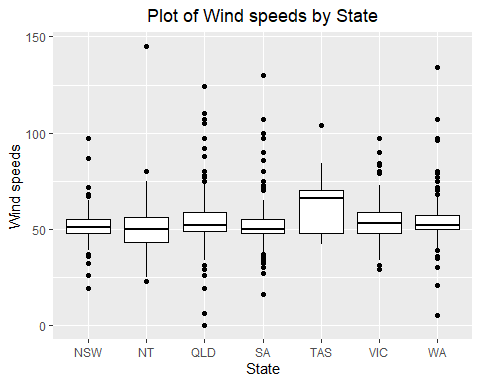 Plot of Wind speeds by State
150
100
50
0
Wind speeds
NSW NT QLD SA TAS VIC WA
State